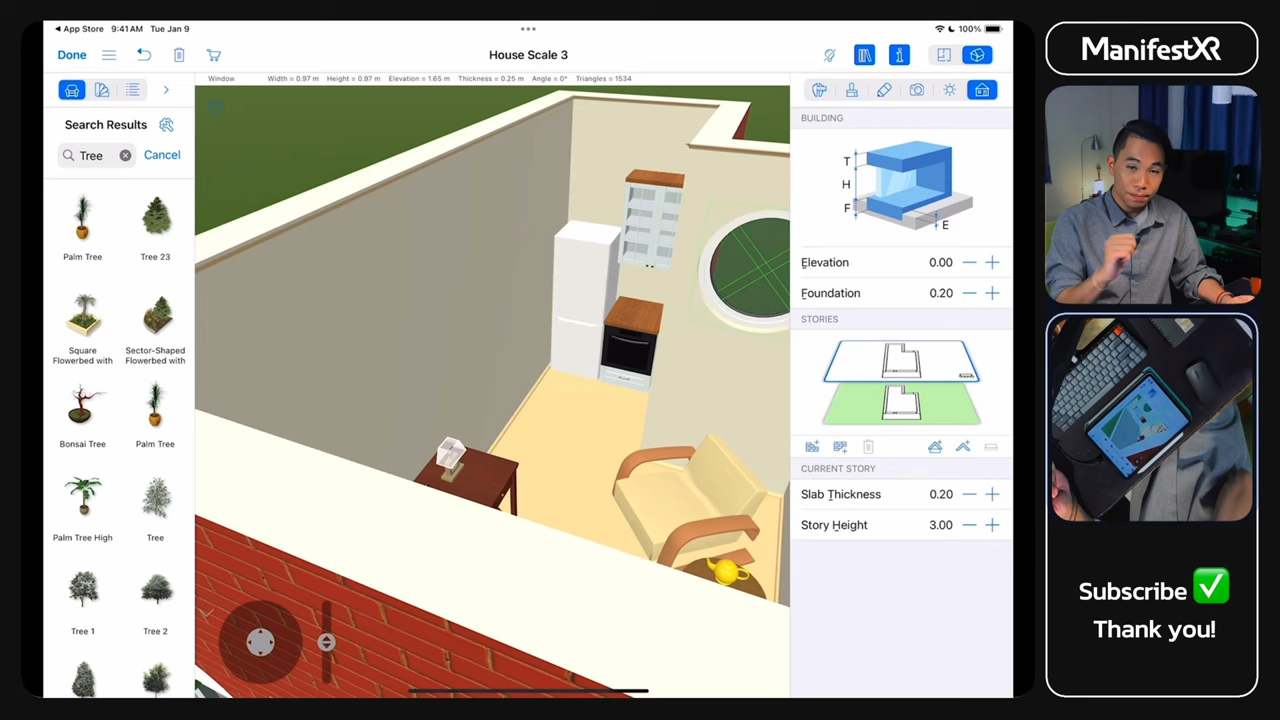 App Store 9:41 AM Tue Jan 9
100%
Done
House Scale 3
Window Width = 0.97 m Height = 0.97 m Elevation = 1.65 m Thickness = 0.25 m Angle = 0° Triangles = 1534
Search Results
Tree
Cancel
Palm Tree
Tree 23
Square
Flowerbed with
Sector-Shaped
Flowerbed with
Bonsai Tree
Palm Tree
Palm Tree High
Tree
Tree 1
Tree 2
BUILDING
T
H
F
E
Elevation 0.00
Foundation 0.20
STORIES
CURRENT STORY
Slab Thickness 0.20
Story Height 3.00
ManifestXR
Subscribe ✅
Thank you!